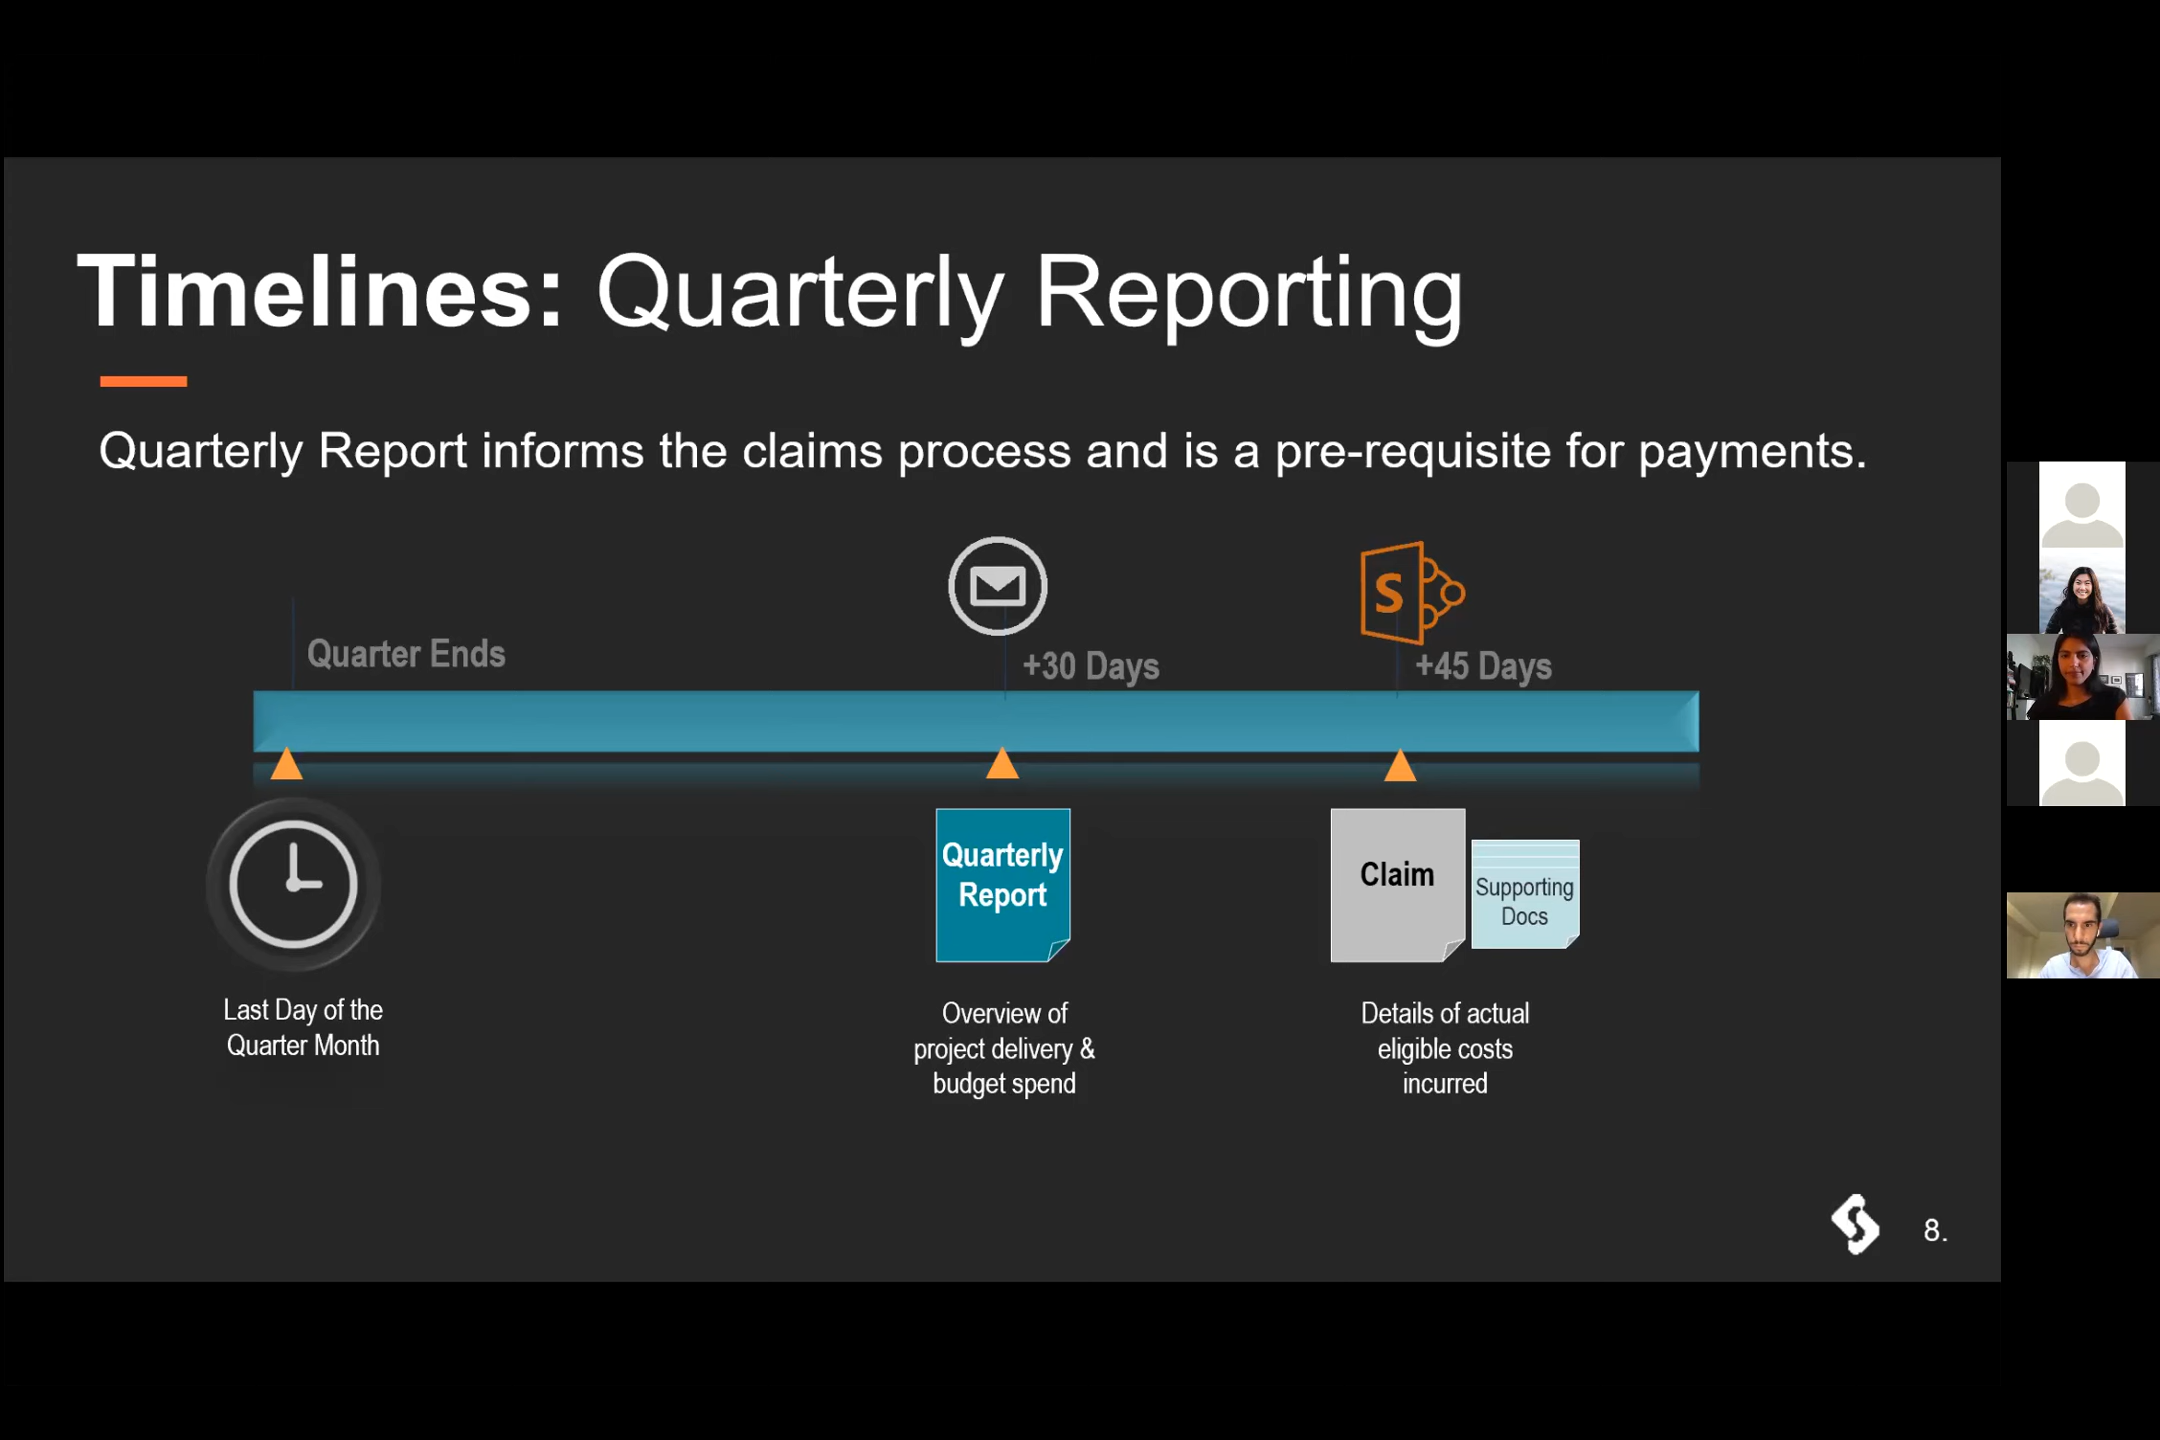 Timelines: Quarterly Reporting
Quarterly Report informs the claims process and is a pre-requisite for payments.
Quarter Ends
+30 Days
S
+45 Days
Quarterly
Report
Claim
Supporting
Docs
Last Day of the
Quarter Month
Overview of
project delivery &
budget spend
Details of actual
eligible costs
incurred
8.